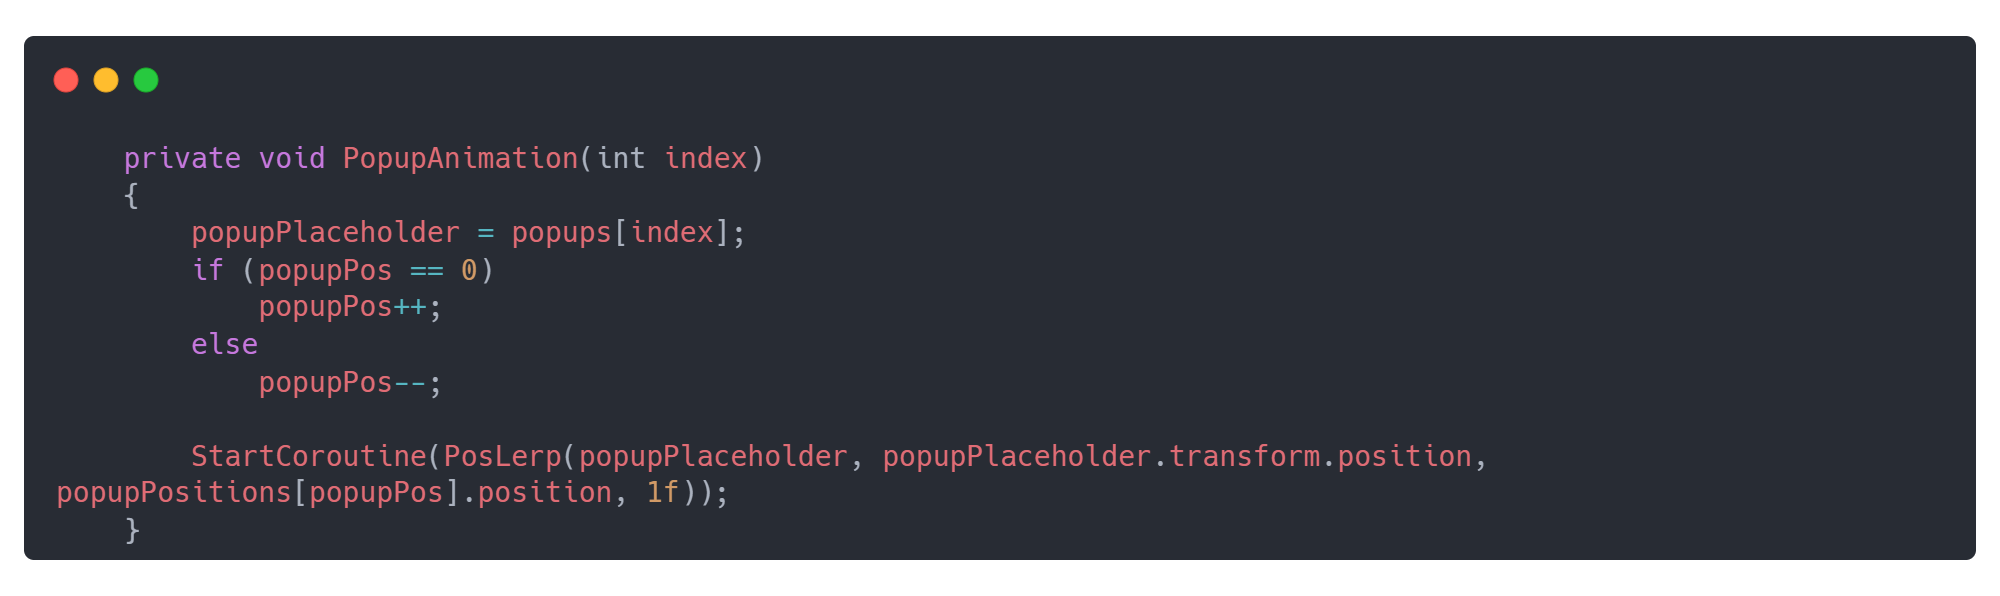 private void PopupAnimation(int index)
{
popupPlaceholder = popups[index];
if (popupPos == 0)
popupPos++;
else
popupPos--;
StartCoroutine(PosLerp(popupPlaceholder, popupPlaceholder.transform.position,
popupPositions[popupPos].position, 1f));
}